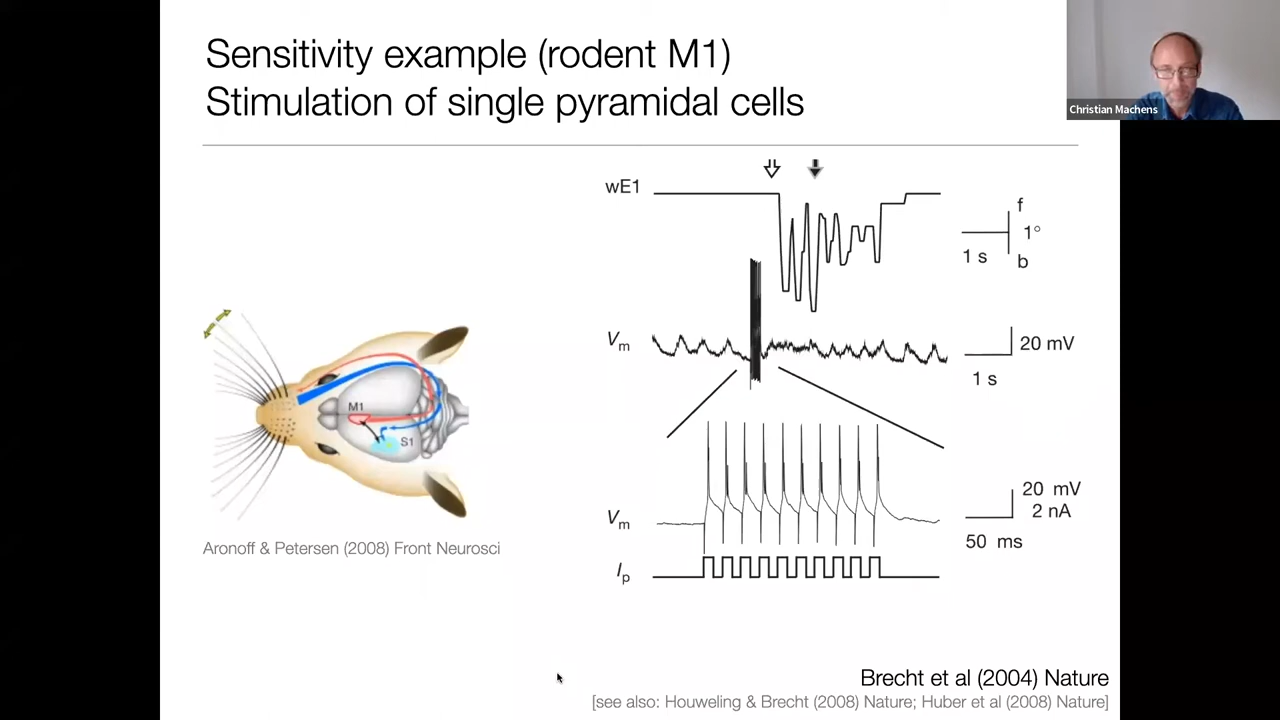 Sensitivity example (rodent M1)
Stimulation of single pyramidal cells
Christian Machens
wE1
f
1°
1 s
b
Vm
20 mV
1 s
M1
S1
Vm
20 mV
2 nA
50 ms
Ip
Aronoff & Petersen (2008) Front Neurosci
Brecht et al (2004) Nature
[see also: Houweling & Brecht (2008) Nature; Huber et al (2008) Nature]